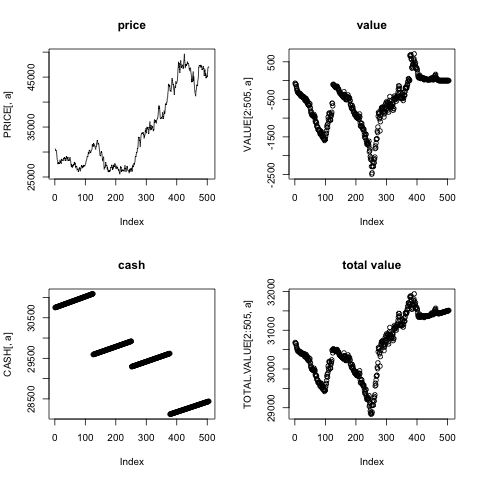 price
PRICE[, a]
25000
35000
45000
0 100 200 300 400 500
Index
value
VALUE[2:505, a]
-2500
-1500
-500
500
0 100 200 300 400 500
Index
cash
CASH[, a]
28500
29500
30500
0 100 200 300 400 500
Index
total value
TOTAL.VALUE[2:505, a]
29000
30000
31000
32000
0 100 200 300 400 500
Index